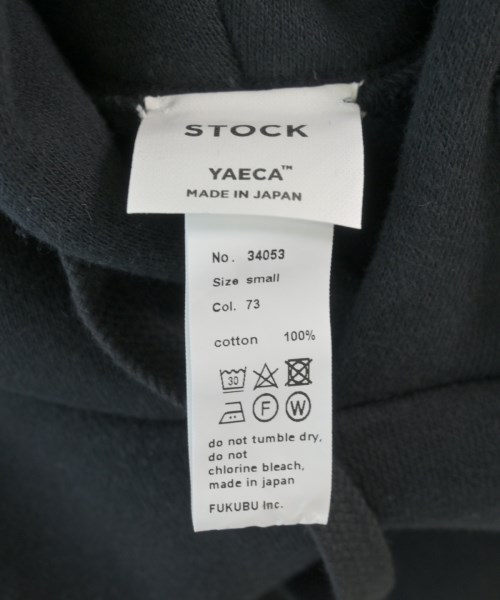 STOCK
YAECA™
MADE IN JAPAN
No. 34053
Size small
Col. 73
cotton 100%
30
F W
do not tumble dry,
do not
chlorine bleach,
made in japan
FUKUBU Inc.